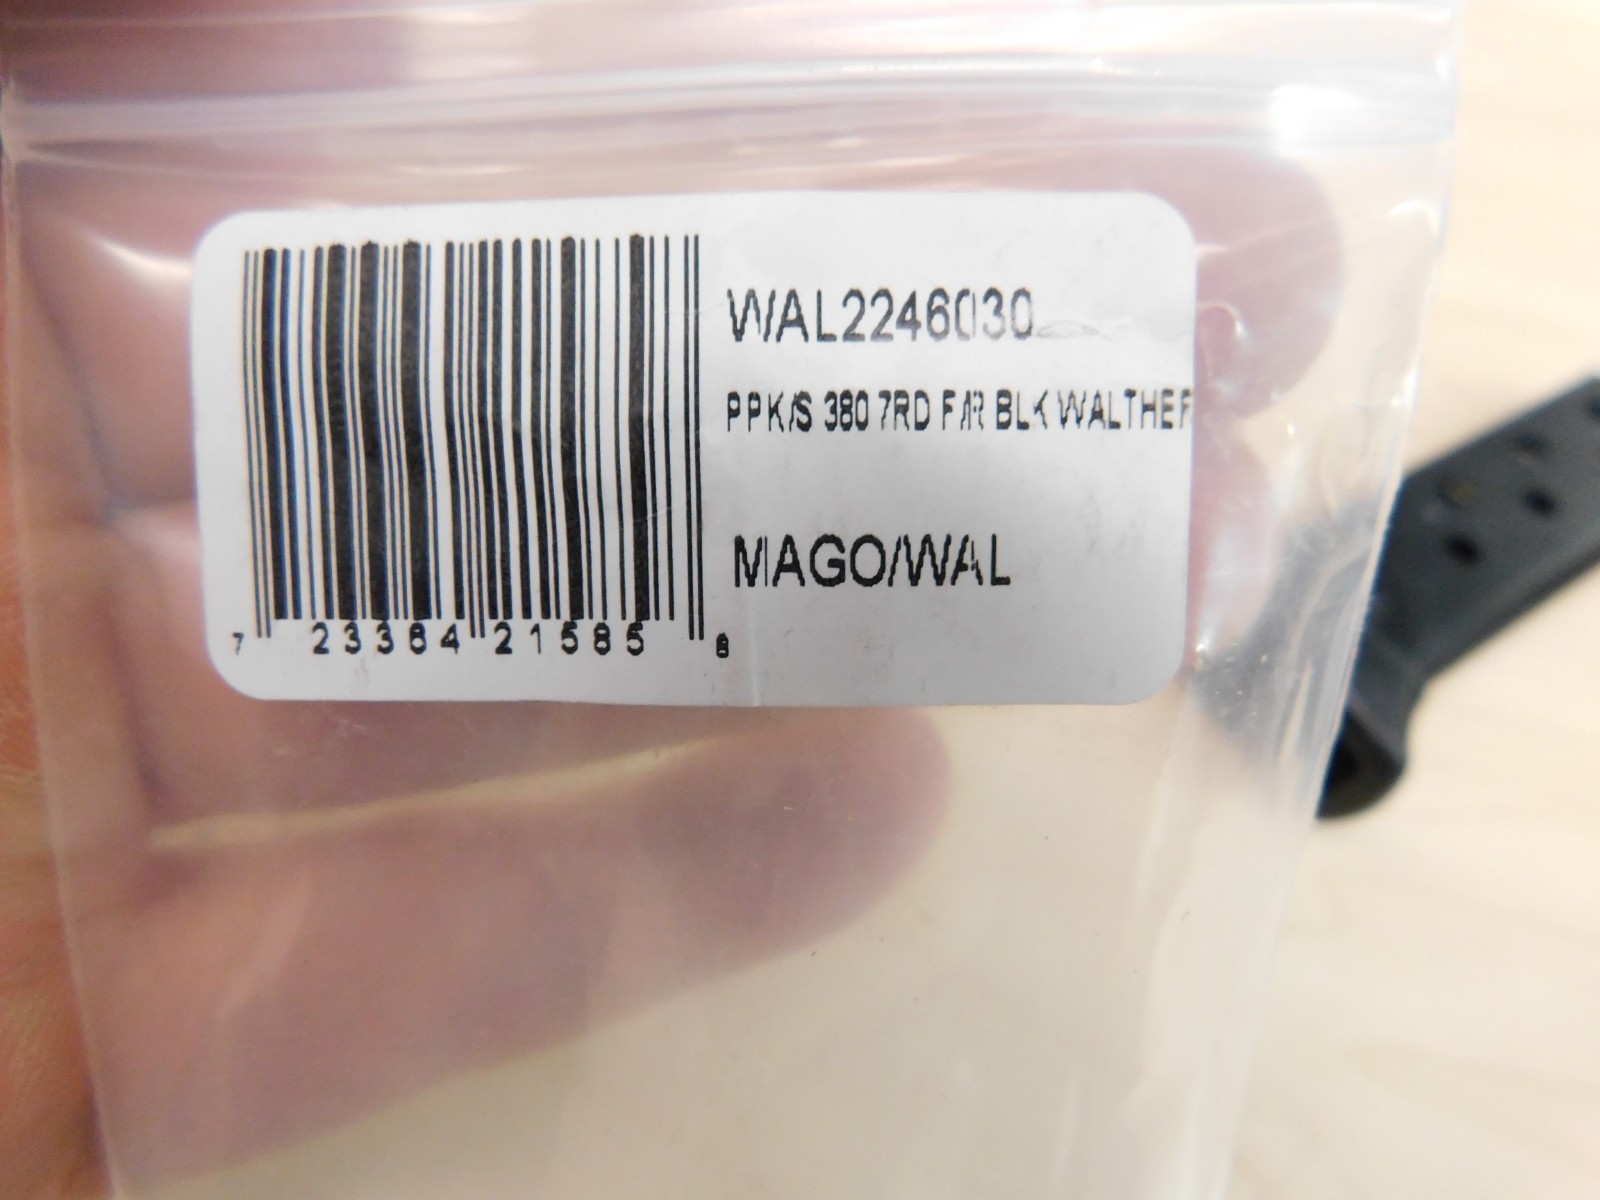 WAL2246030
PPK/S 380 7RD F/R BLK WALTHER
MAGO/WAL
7 23364 21585 8